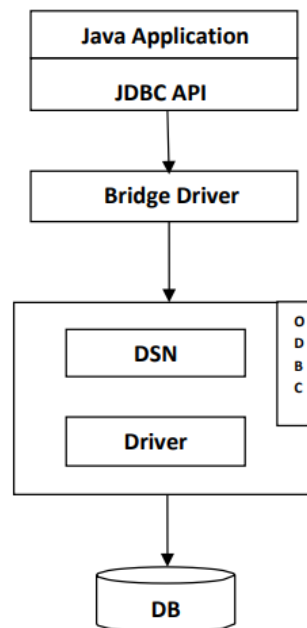 Java Application
JDBC API
Bridge Driver
O
D
B
C
DSN
Driver
DB